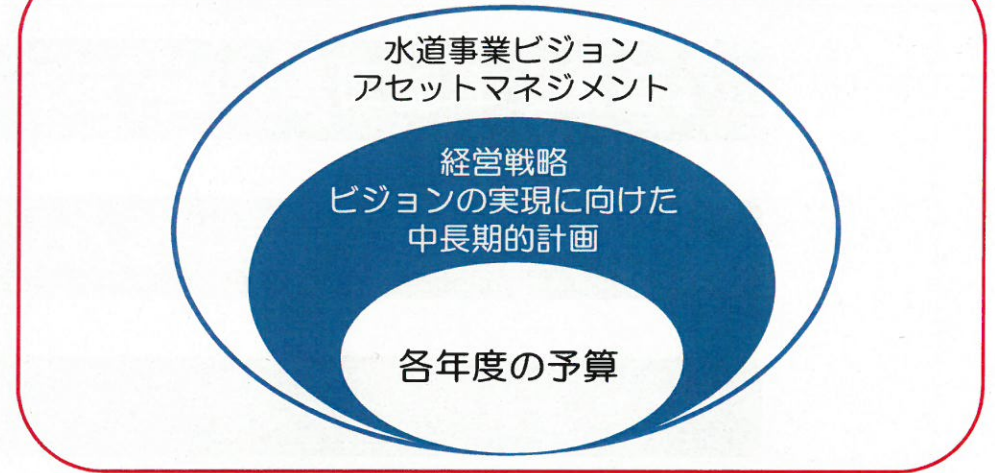 水道事業ビジョン
アセットマネジメント
経営戦略
ビジョンの実現に向けた
中長期的計画
各年度の予算